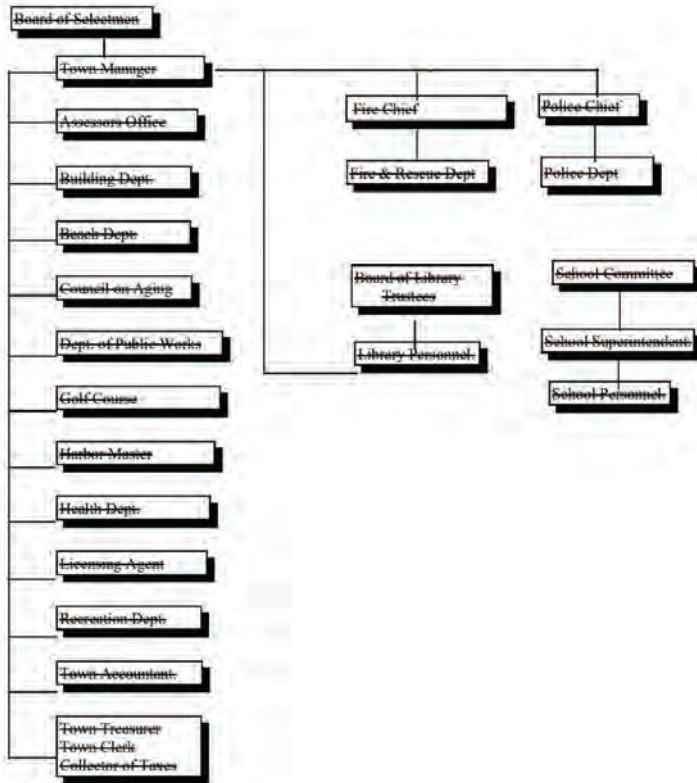 Board of Selectmen
Town Manager
Fire Chief
Police Chief
Assessors Office
Building Dept.
Fire & Rescue Dept
Police Dept
Beach Dept.
Council on Aging
Board of Library
Trustees
School Committee
Dept. of Public Works
Library Personnel.
School Superintendent.
Golf Course
School Personnel.
Harbor Master
Health Dept.
Licensing Agent
Recreation Dept.
Town Accountant.
Town Treasurer
Town Clerk
Collector of Taxes